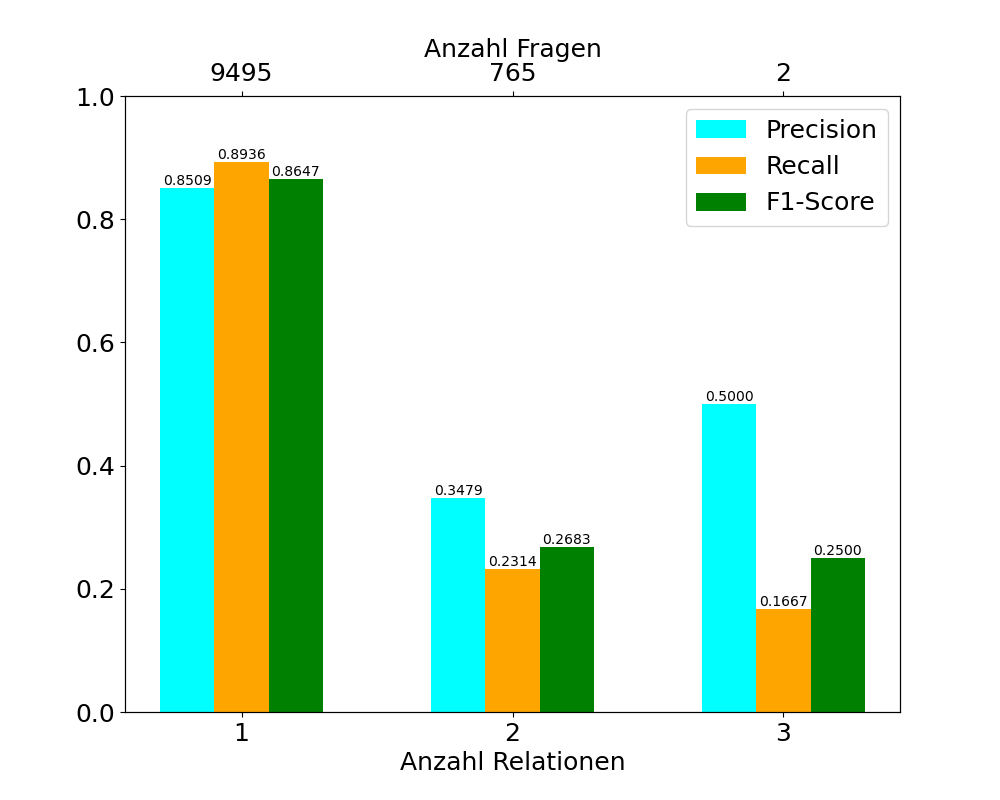 Anzahl Fragen
9495 765 2
1.0
0.8
0.6
0.4
0.2
0.0
Precision
Recall
F1-Score
0.8509 0.8936 0.8647
0.3479 0.2314 0.2683
0.5000 0.1667 0.2500
1 2 3
Anzahl Relationen